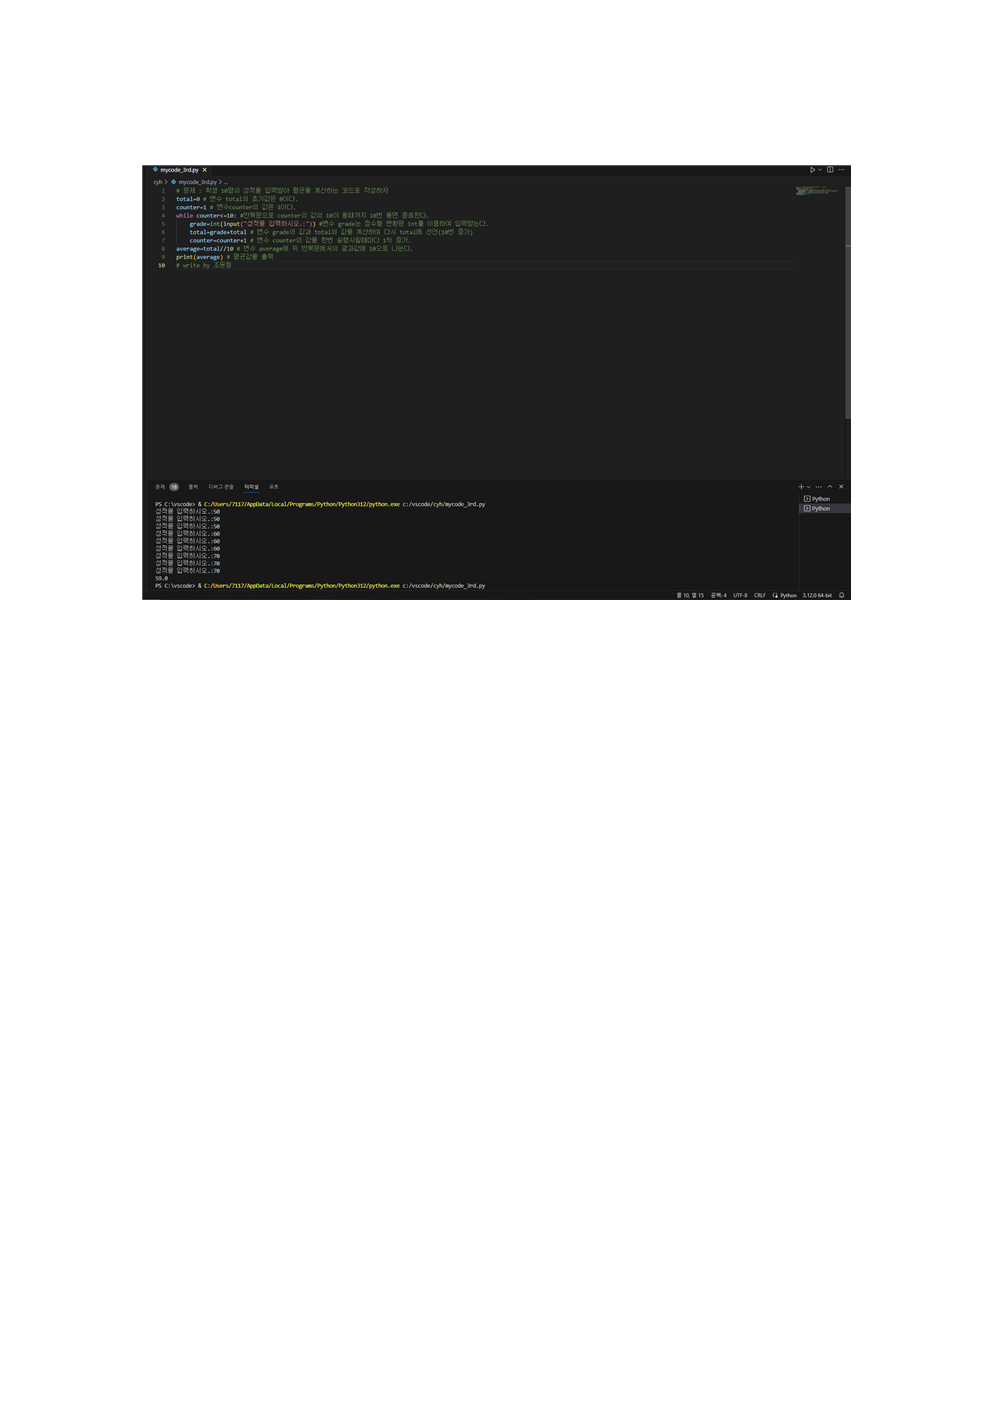 mycode_3rd.py ×
cyh > mycode_3rd.py > ...
1 # 문제 : 학생 10명의 성적을 입력받아 평균을 계산하는 코드로 작성하자
2 total=0 # 변수 total의 초기값은 0이다.
3 counter=1 # 변수counter의 값은 1이다.
4 while counter<=10: #반복문으로 counter의 값의 10이 될때까지 10번 돌면 종료한다.
5 grade=int(input("성적을 입력하시오.:")) #변수 grade는 정수형 변환문 int를 이용하여 입력받는다.
6 total=grade+total # 변수 grade의 값과 total의 값을 계산하여 다시 total에 선언(10번 증가)
7 counter=counter+1 # 변수 counter의 값을 한번 실행시킬때마다 1씩 증가.
8 average=total//10 # 변수 average에 위 반복문에서의 결과값에 10으로 나눈다.
9 print(average) # 평균값을 출력
10 # write by 조윤형
문제 18 출력 디버그 콘솔 터미널 포트
PS C:\vscode> & C:/Users/7117/AppData/Local/Programs/Python/Python312/python.exe c:/vscode/cyh/mycode_3rd.py
성적을 입력하시오.:50
성적을 입력하시오.:50
성적을 입력하시오.:50
성적을 입력하시오.:60
성적을 입력하시오.:60
성적을 입력하시오.:60
성적을 입력하시오.:70
성적을 입력하시오.:70
성적을 입력하시오.:70
59.0
PS C:\vscode> & C:/Users/7117/AppData/Local/Programs/Python/Python312/python.exe c:/vscode/cyh/mycode_3rd.py
Python
Python
줄 10, 열 15 공백: 4 UTF-8 CRLF Python 3.12.0 64-bit